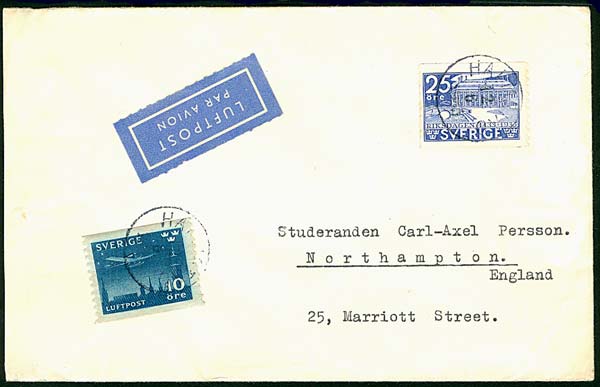 LUFTPOST
PAR AVION
25
öre
SVERIGE
SVERIGE
10
öre
LUFTPOST
Studeranden Carl-Axel Persson.
Northampton.
England
25, Marriott Street.